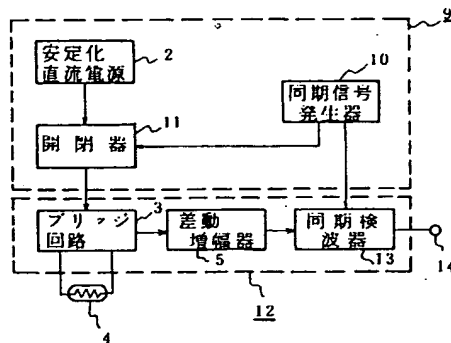 9
安定化
直流電源
2
10
同期信号
発生器
11
開閉器
ブリッジ
回路
3
差動
増幅器
5
同期検
波器
13
14
4
12